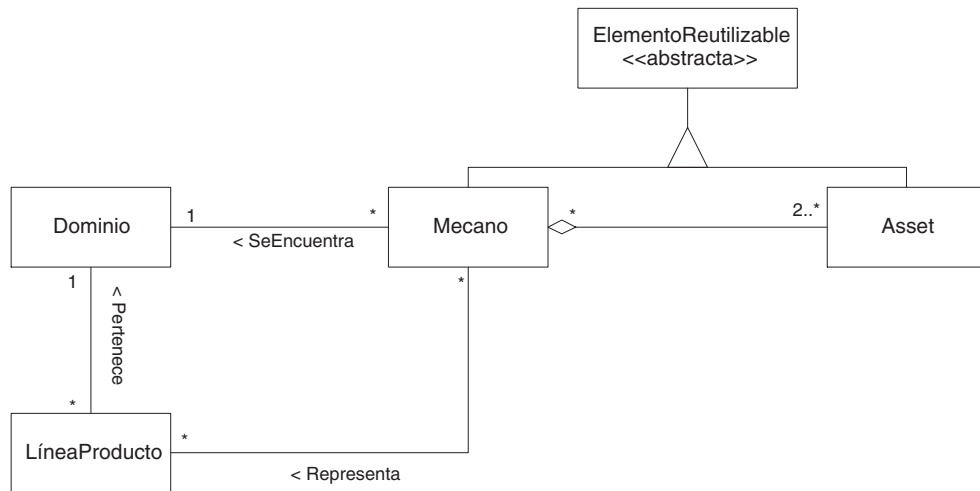 ElementoReutilizable
<<abstracta>>
Dominio
1
*
< SeEncuentra
Mecano
*
2..*
Asset
1
< Pertenece
*
*
LíneaProducto
*
< Representa